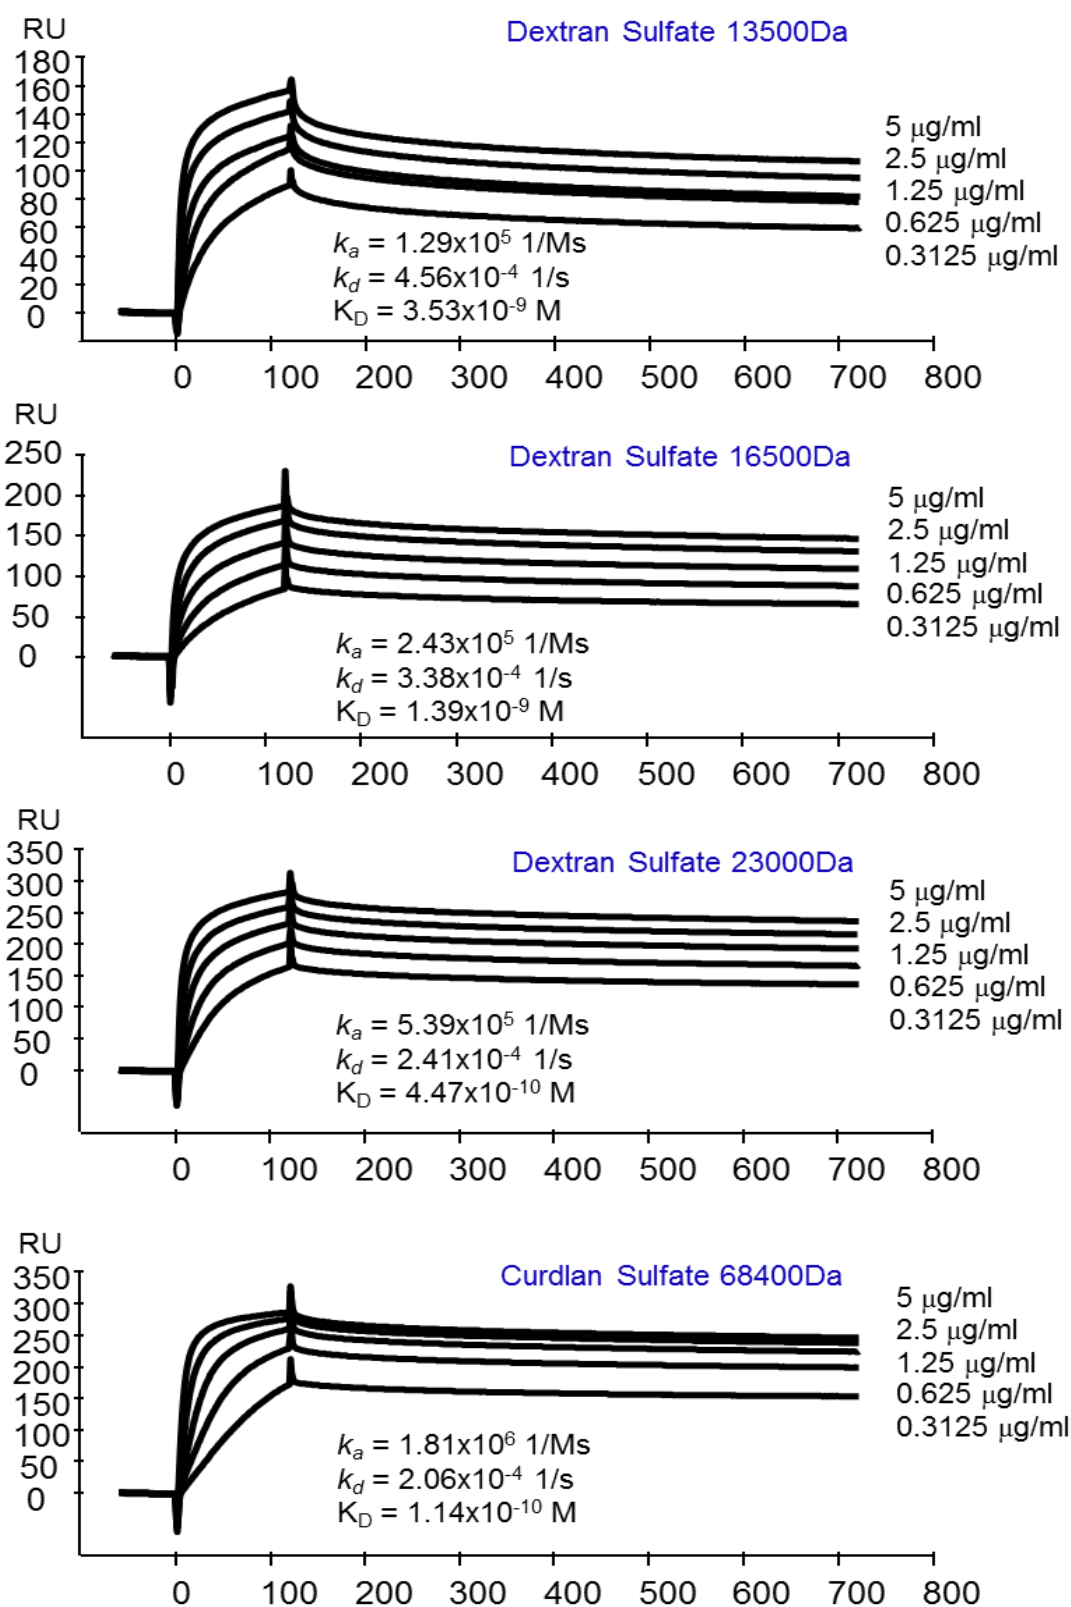 RU
Dextran Sulfate 13500Da
180
160
140
120
100
80
60
40
20
0
5 μg/ml
2.5 μg/ml
1.25 μg/ml
0.625 μg/ml
0.3125 μg/ml
kₐ = 1.29x10⁵ 1/Ms
k_d = 4.56x10⁻⁴ 1/s
K_D = 3.53x10⁻⁹ M
0 100 200 300 400 500 600 700 800
RU
Dextran Sulfate 16500Da
250
200
150
100
50
0
5 μg/ml
2.5 μg/ml
1.25 μg/ml
0.625 μg/ml
0.3125 μg/ml
kₐ = 2.43x10⁵ 1/Ms
k_d = 3.38x10⁻⁴ 1/s
K_D = 1.39x10⁻⁹ M
0 100 200 300 400 500 600 700 800
RU
Dextran Sulfate 23000Da
350
300
250
200
150
100
50
0
5 μg/ml
2.5 μg/ml
1.25 μg/ml
0.625 μg/ml
0.3125 μg/ml
kₐ = 5.39x10⁵ 1/Ms
k_d = 2.41x10⁻⁴ 1/s
K_D = 4.47x10⁻¹⁰ M
0 100 200 300 400 500 600 700 800
RU
Curdlan Sulfate 68400Da
350
300
250
200
150
100
50
0
5 μg/ml
2.5 μg/ml
1.25 μg/ml
0.625 μg/ml
0.3125 μg/ml
kₐ = 1.81x10⁶ 1/Ms
k_d = 2.06x10⁻⁴ 1/s
K_D = 1.14x10⁻¹⁰ M
0 100 200 300 400 500 600 700 800